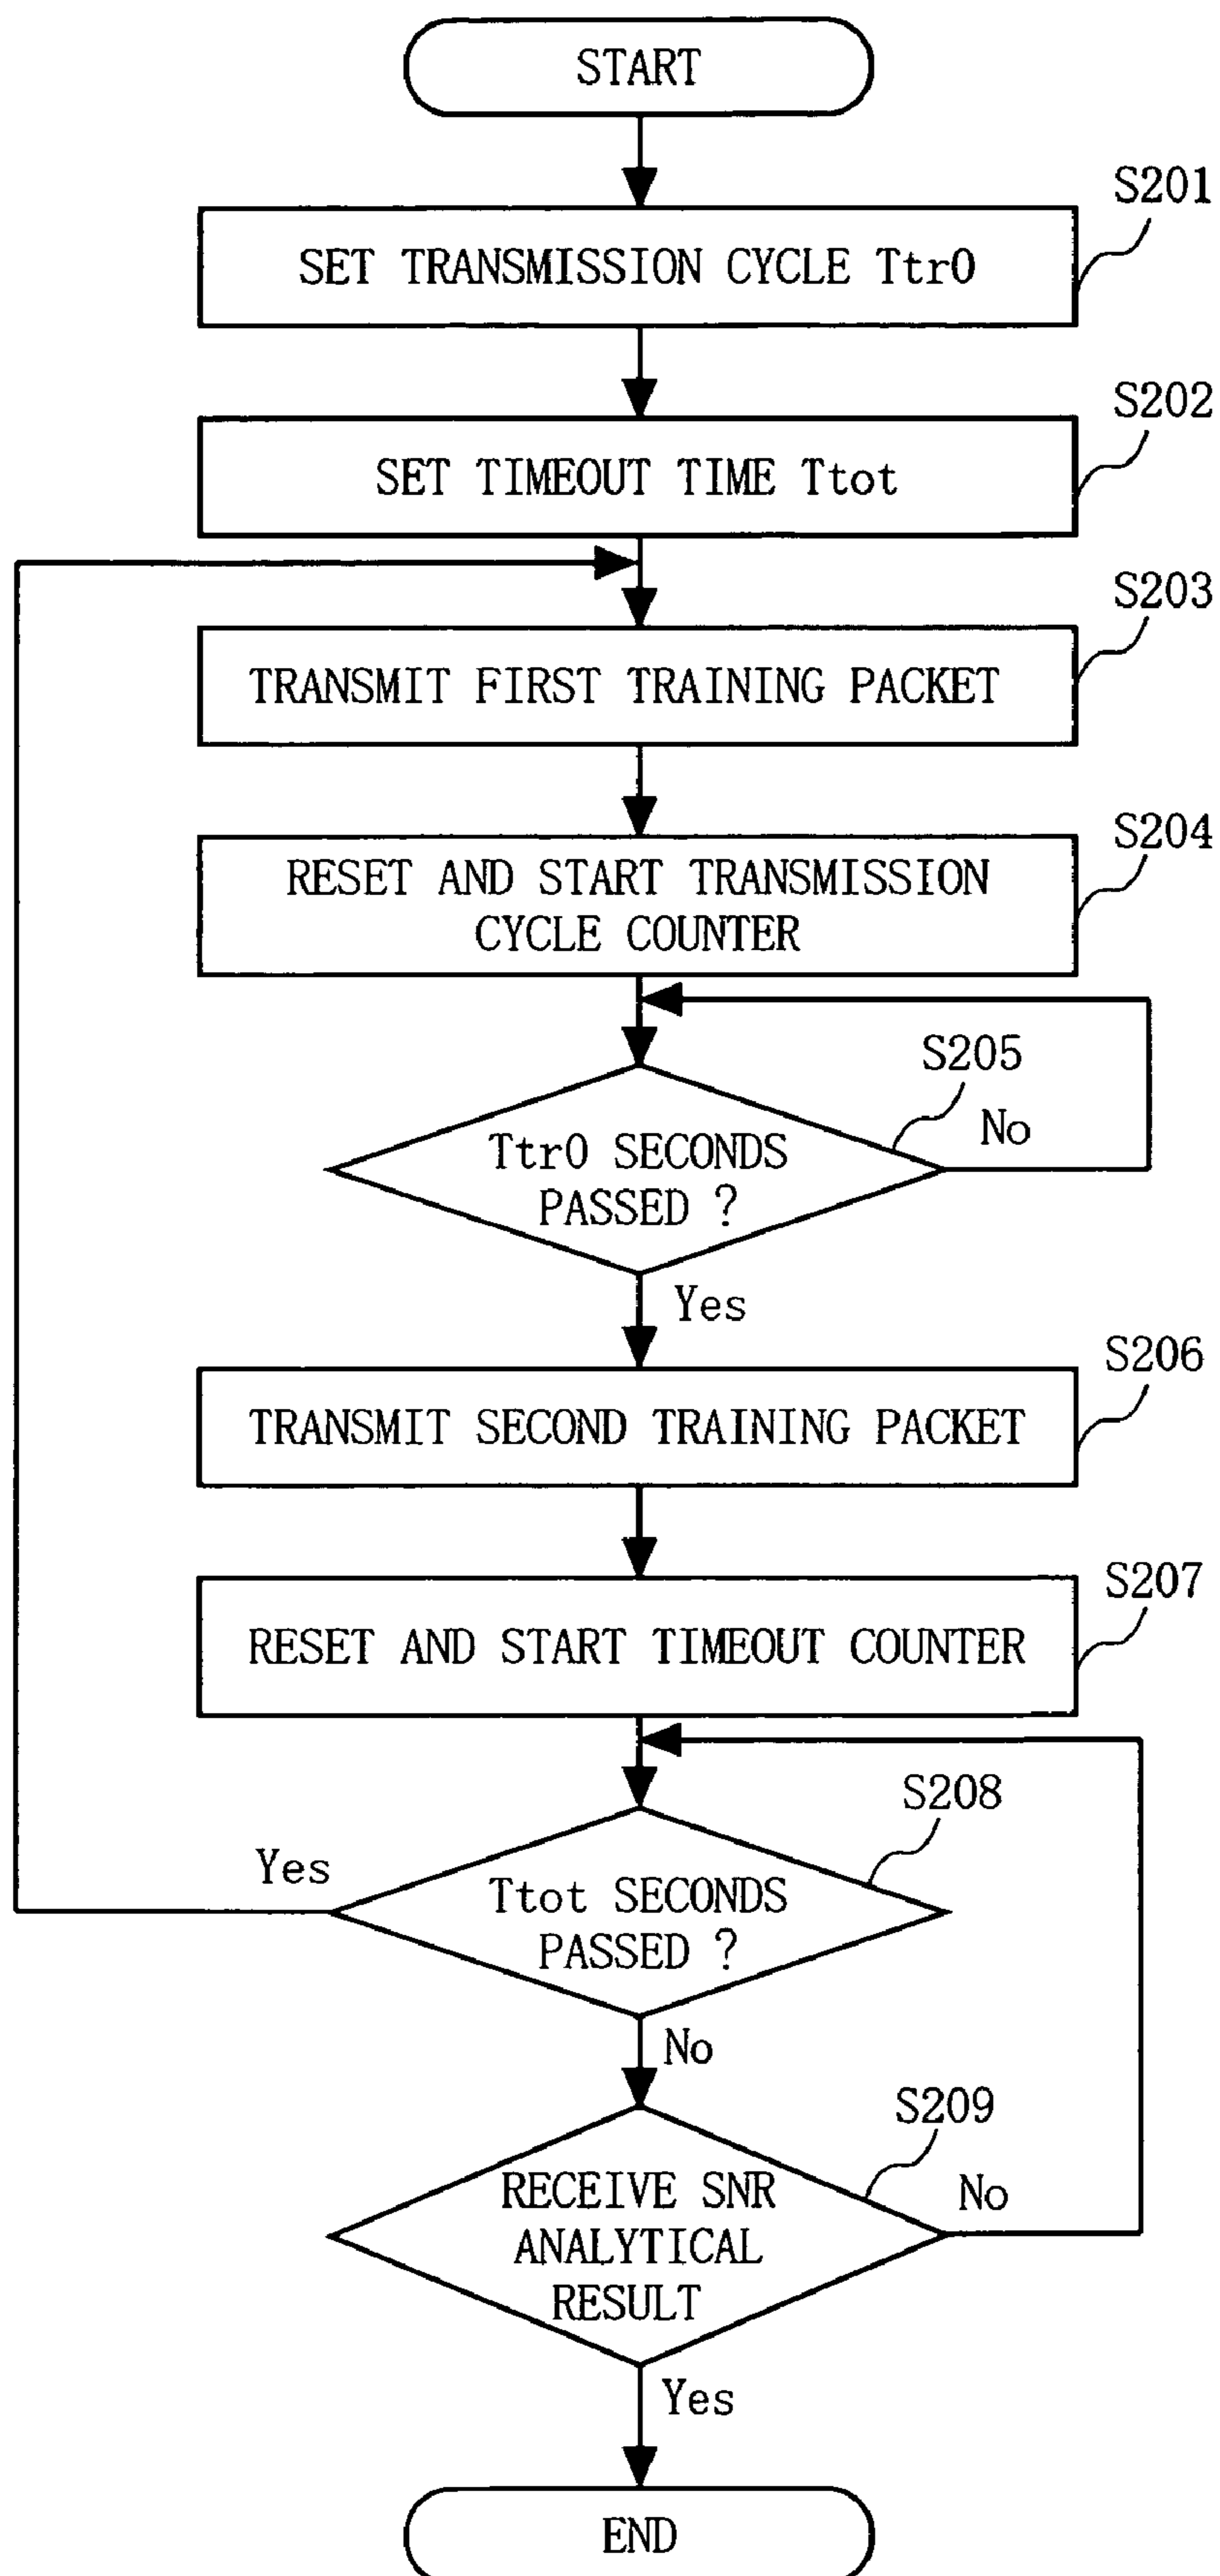 START
S201
SET TRANSMISSION CYCLE Ttr0
S202
SET TIMEOUT TIME Ttot
S203
TRANSMIT FIRST TRAINING PACKET
S204
RESET AND START TRANSMISSION
CYCLE COUNTER
S205
No
Ttr0 SECONDS
PASSED ?
Yes
S206
TRANSMIT SECOND TRAINING PACKET
S207
RESET AND START TIMEOUT COUNTER
S208
Yes
Ttot SECONDS
PASSED ?
No
S209
No
RECEIVE SNR
ANALYTICAL
RESULT
Yes
END